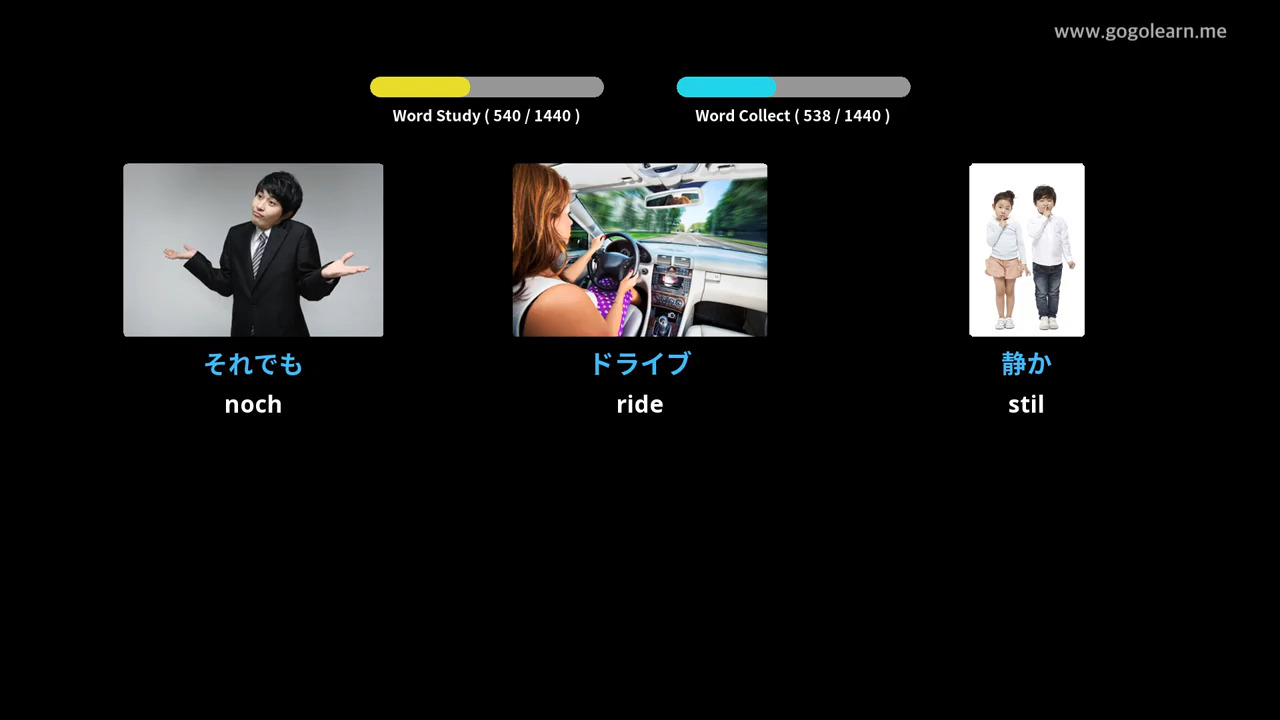 www.gogolearn.me
Word Study ( 540 / 1440 )
Word Collect ( 538 / 1440 )
それでも
ドライブ
静か
noch
ride
stil